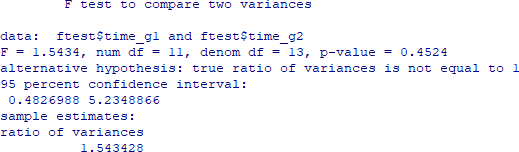 F test to compare two variances
data:  ftest$time_g1 and ftest$time_g2
F = 1.5434, num df = 11, denom df = 13, p-value = 0.4524
alternative hypothesis: true ratio of variances is not equal to 1
95 percent confidence interval:
0.4826988 5.2348866
sample estimates:
ratio of variances
1.543428